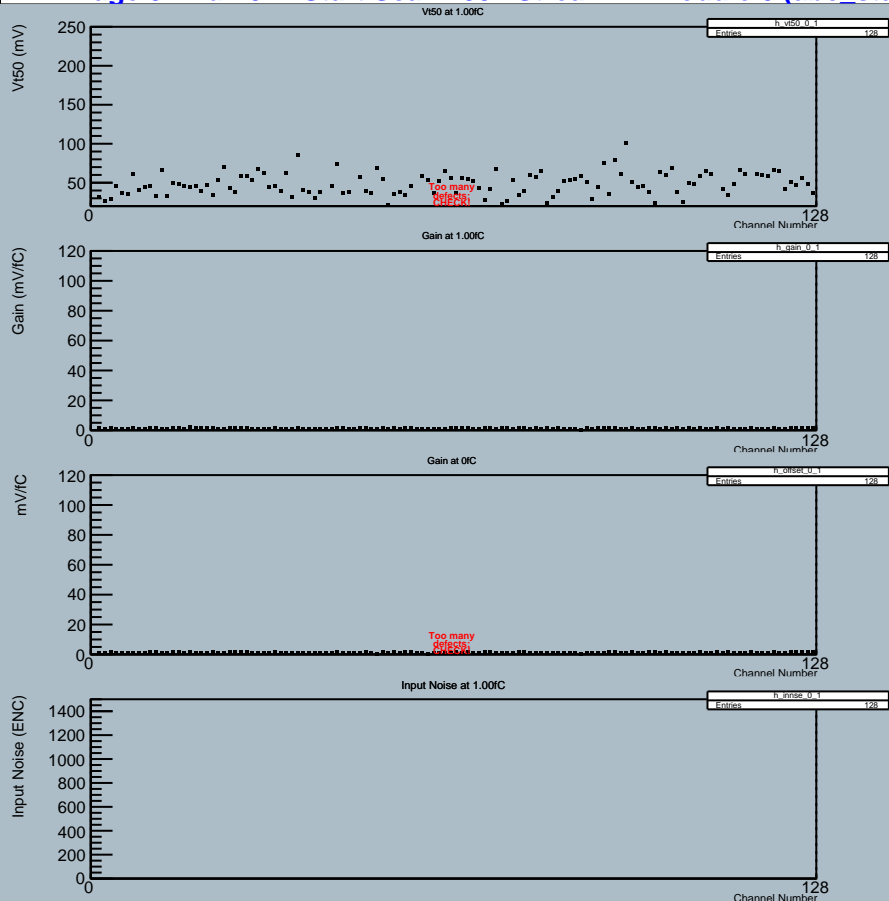 Vt50 at 1.00fC
h_vt50_0_1
Entries 128
Vt50 (mV)
250
200
150
100
50
Too many
defects;
CHECK!
0
128
Channel Number
Gain at 1.00fC
h_gain_0_1
Entries 128
Gain (mV/fC)
120
100
80
60
40
20
0
0
128
Channel Number
Gain at 0fC
h_offset_0_1
Entries 128
mV/fC
120
100
80
60
40
20
0
Too many
defects;
CHECK!
0
128
Channel Number
Input Noise at 1.00fC
h_innse_0_1
Entries 128
Input Noise (ENC)
1400
1200
1000
800
600
400
200
0
0
128
Channel Number